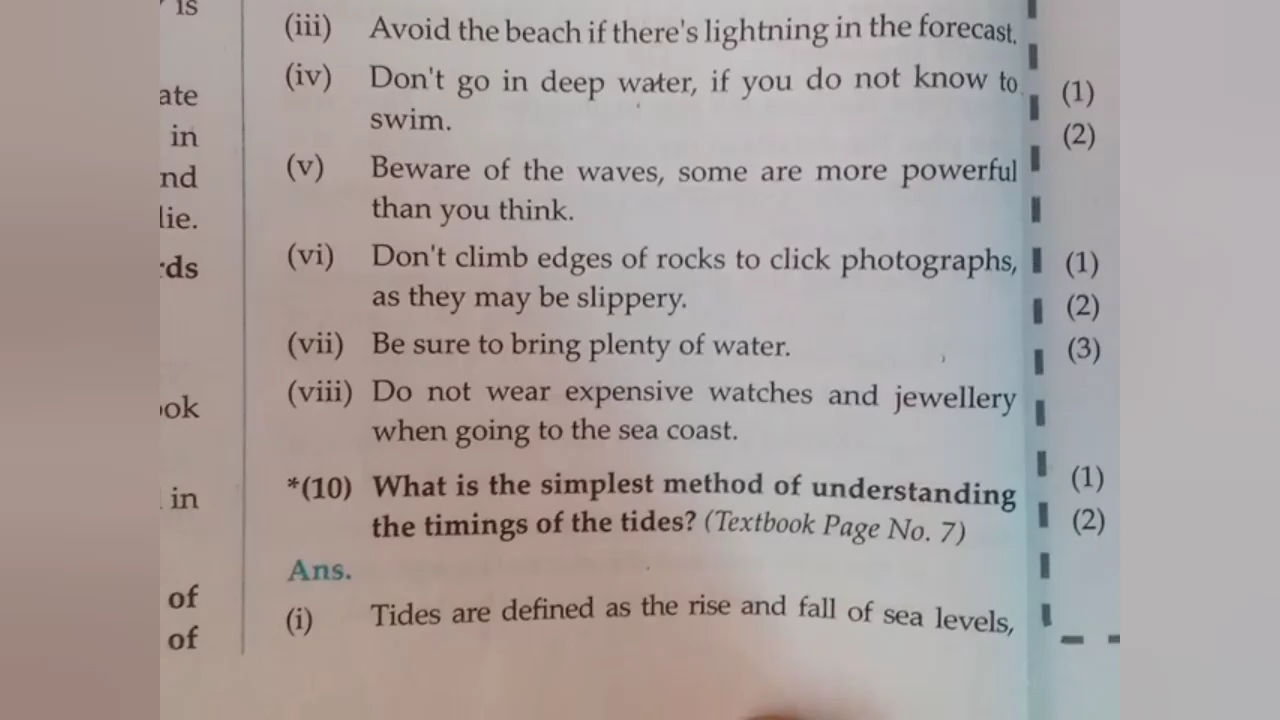 is
ate
in
nd
lie.
rds
ook
in
of
of
(iii) Avoid the beach if there's lightning in the forecast.
(iv) Don't go in deep water, if you do not know to
swim.
(v) Beware of the waves, some are more powerful
than you think.
(vi) Don't climb edges of rocks to click photographs,
as they may be slippery.
(vii) Be sure to bring plenty of water.
(viii) Do not wear expensive watches and jewellery
when going to the sea coast.
*(10) What is the simplest method of understanding
the timings of the tides? (Textbook Page No. 7)
Ans.
(i) Tides are defined as the rise and fall of sea levels,
(1)
(2)
(1)
(2)
(3)
(1)
(2)